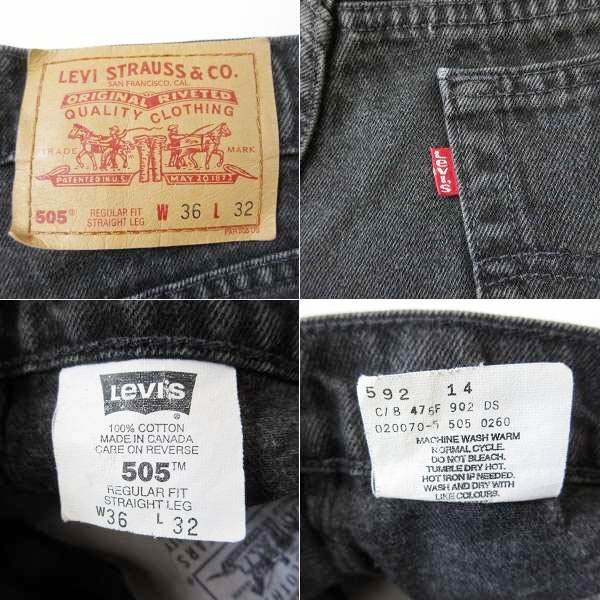 LEVI STRAUSS & CO.
SAN FRANCISCO, CAL.
ORIGINAL RIVETED
QUALITY CLOTHING
TRADE MARK
PATENTED IN U.S. MAY 20 1873
505® REGULAR FIT STRAIGHT LEG W 36 L 32
Levi's
Levi's
100% COTTON
MADE IN CANADA
CARE ON REVERSE
505™
REGULAR FIT
STRAIGHT LEG
W36 L 32
592 14
C/8 476F 902 DS
020070-5 505 0260
MACHINE WASH WARM
NORMAL CYCLE.
DO NOT BLEACH.
TUMBLE DRY HOT.
HOT IRON IF NEEDED.
WASH AND DRY WITH
LIKE COLOURS.